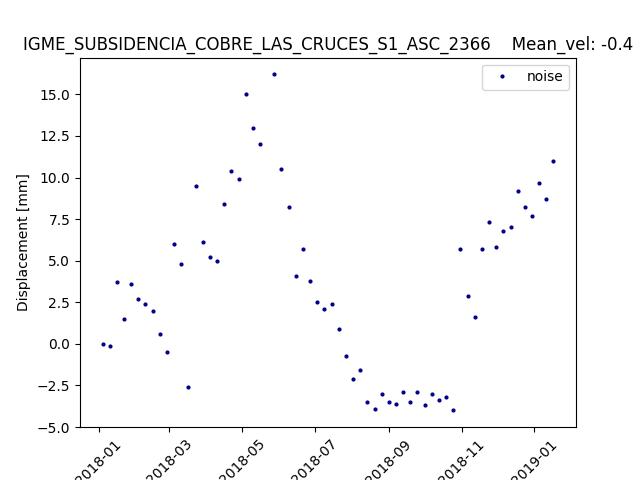 IGME_SUBSIDENCIA_COBRE_LAS_CRUCES_S1_ASC_2366 Mean_vel: -0.4
noise
Displacement [mm]
15.0
12.5
10.0
7.5
5.0
2.5
0.0
−2.5
−5.0
2018-01 2018-03 2018-05 2018-07 2018-09 2018-11 2019-01